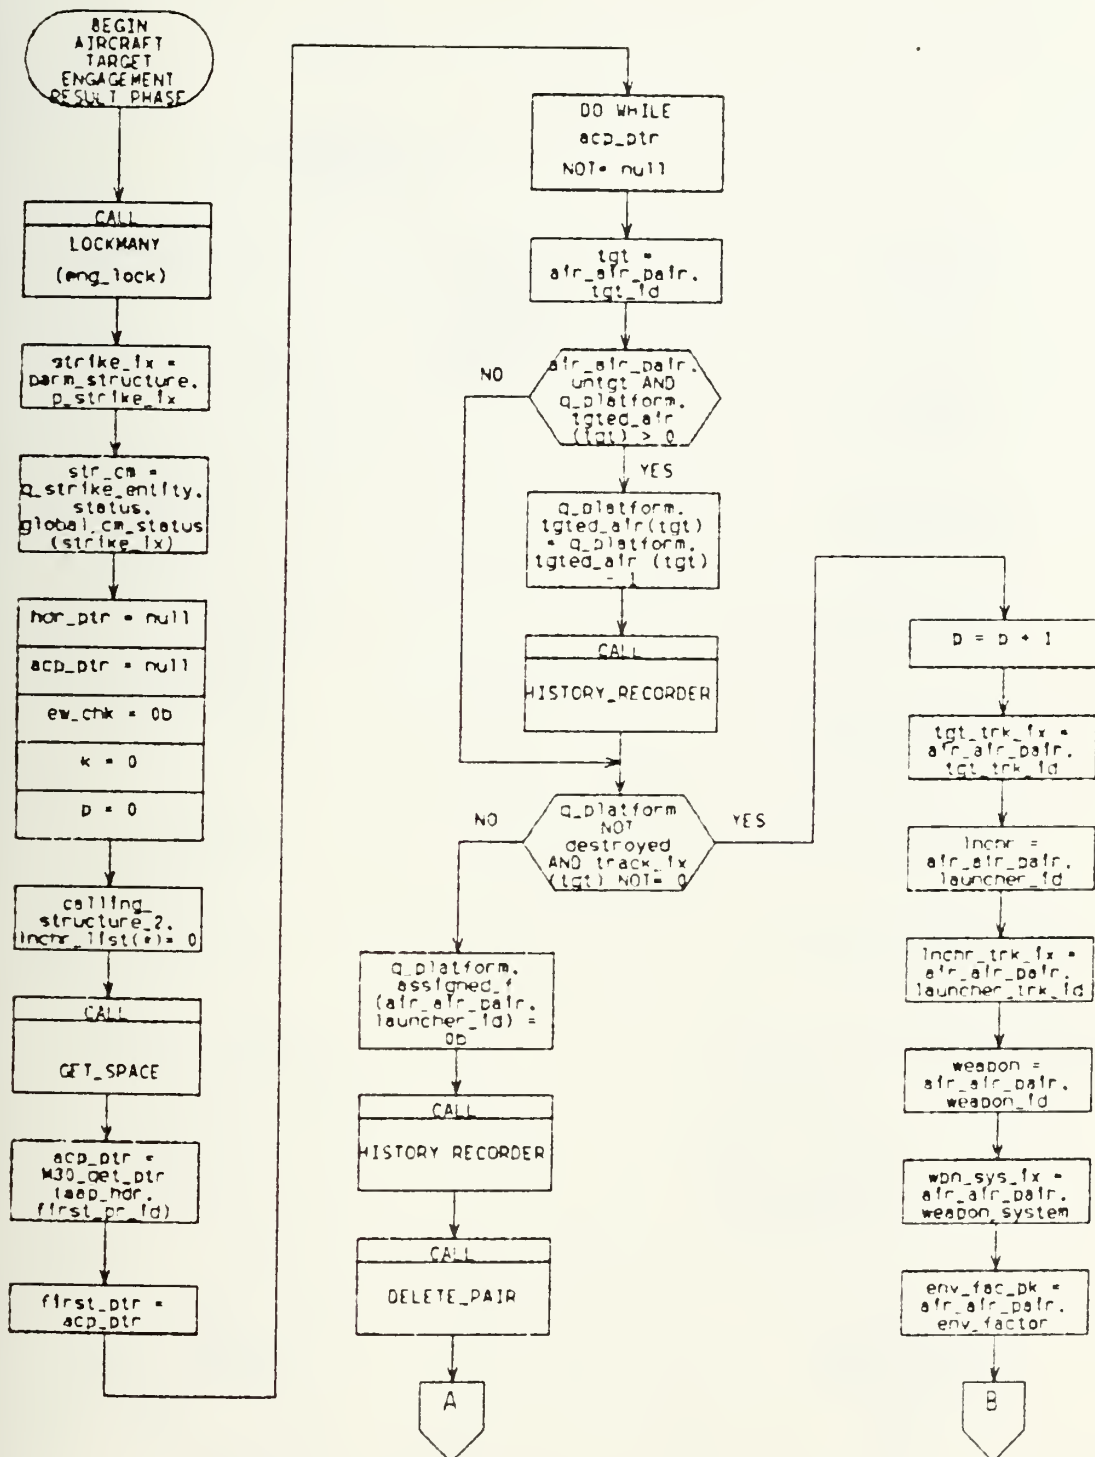 BEGIN
AIRCRAFT
TARGET
ENGAGEMENT
RESULT PHASE
CALL
LOCKMANY
(eng_lock)
strike_ix =
parm_structure.
p_strike_ix
str_cm =
q_strike_entity.
status.
global_cm_status
(strike_ix)
hdr_ptr = null
acp_ptr = null
ew_chk = 0b
k = 0
p = 0
calling_
structure_2.
lnchr_list(*)= 0
CALL
GET_SPACE
acp_ptr =
M30_get_ptr
taap_hdr.
first_pr_id)
first_ptr =
acp_ptr
DO WHILE
acp_ptr
NOT= null
tgt =
air_air_pair.
tgt_id
air_air_pair.
untgt AND
q_platform.
tgted_air
(tgt) > 0
NO
YES
q_platform.
tgted_air(tgt)
= q_platform.
tgted_air (tgt)
- 1
CALL
HISTORY_RECORDER
q_platform
NOT
destroyed
AND track_ix
(tgt) NOT= 0
NO
YES
q_platform.
assigned_f
(air_air_pair.
launcher_id) =
0b
CALL
HISTORY RECORDER
CALL
DELETE_PAIR
A
p = p + 1
tgt_trk_ix =
air_air_pair.
tgt_trk_id
lnchr =
air_air_pair.
launcher_id
lnchr_trk_ix =
air_air_pair.
launcher_trk_id
weapon =
air_air_pair.
weapon_id
wpn_sys_ix =
air_air_pair.
weapon_system
env_fac_pk =
air_air_pair.
env_factor
B